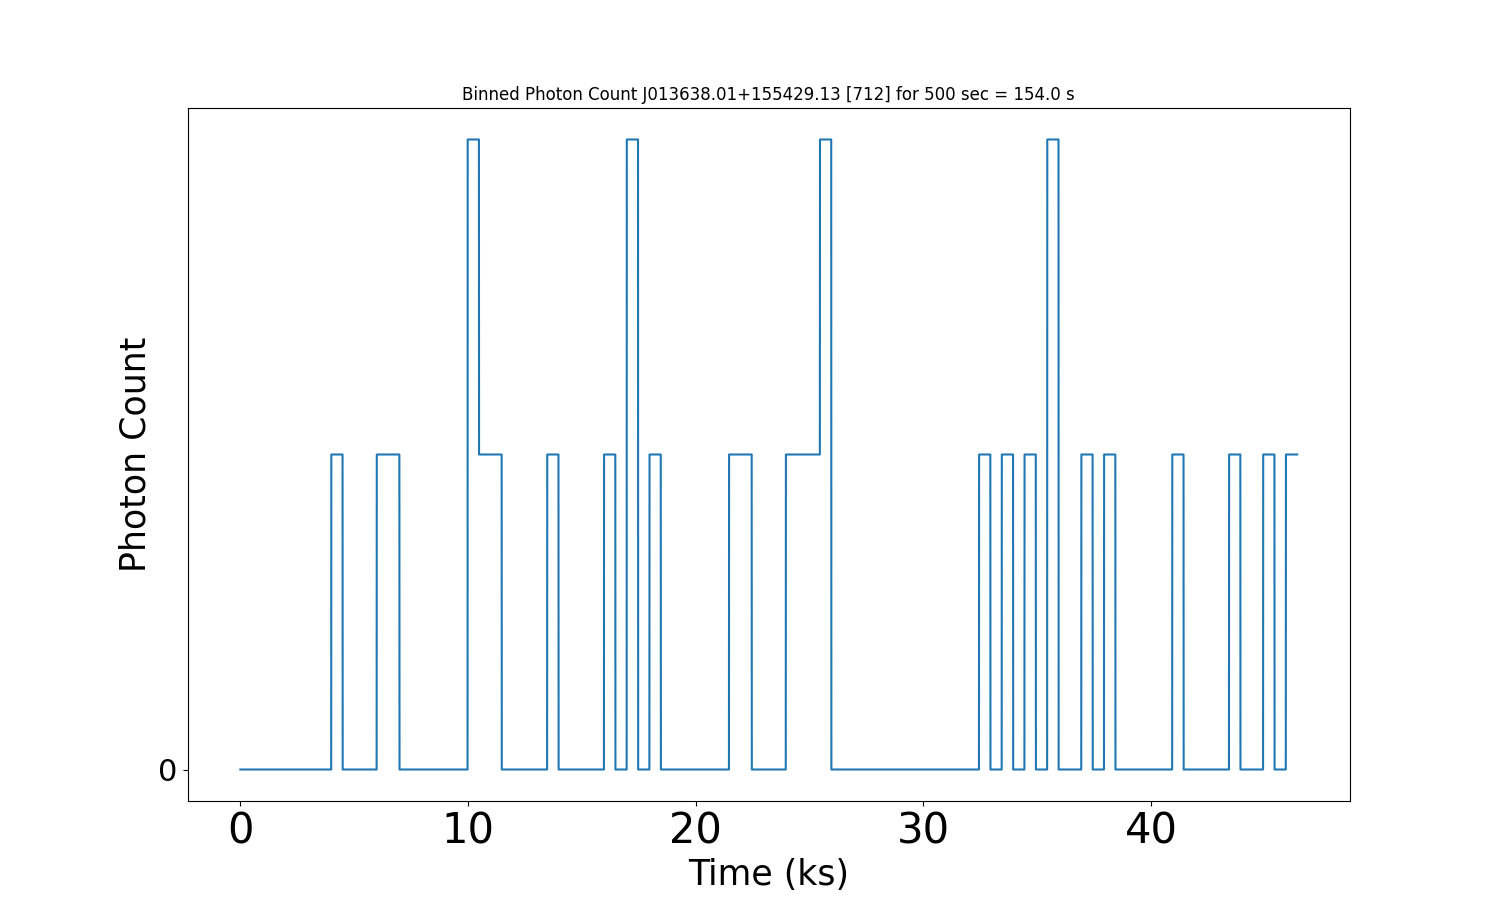 Binned Photon Count J013638.01+155429.13 [712] for 500 sec = 154.0 s
Photon Count
0
0 10 20 30 40
Time (ks)